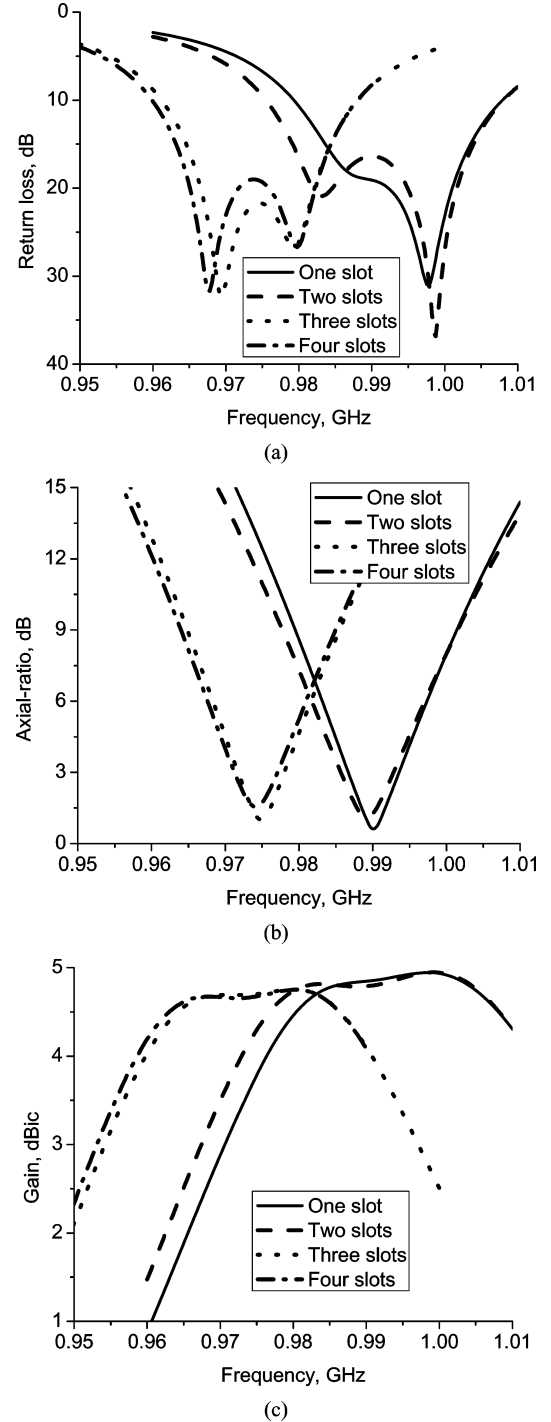 0
10
20
30
40
Return loss, dB
One slot
Two slots
Three slots
Four slots
0.95 0.96 0.97 0.98 0.99 1.00 1.01
Frequency, GHz
(a)
15
12
9
6
3
0
Axial-ratio, dB
One slot
Two slots
Three slots
Four slots
0.95 0.96 0.97 0.98 0.99 1.00 1.01
Frequency, GHz
(b)
5
4
3
2
1
Gain, dBic
One slot
Two slots
Three slots
Four slots
0.95 0.96 0.97 0.98 0.99 1.00 1.01
Frequency, GHz
(c)